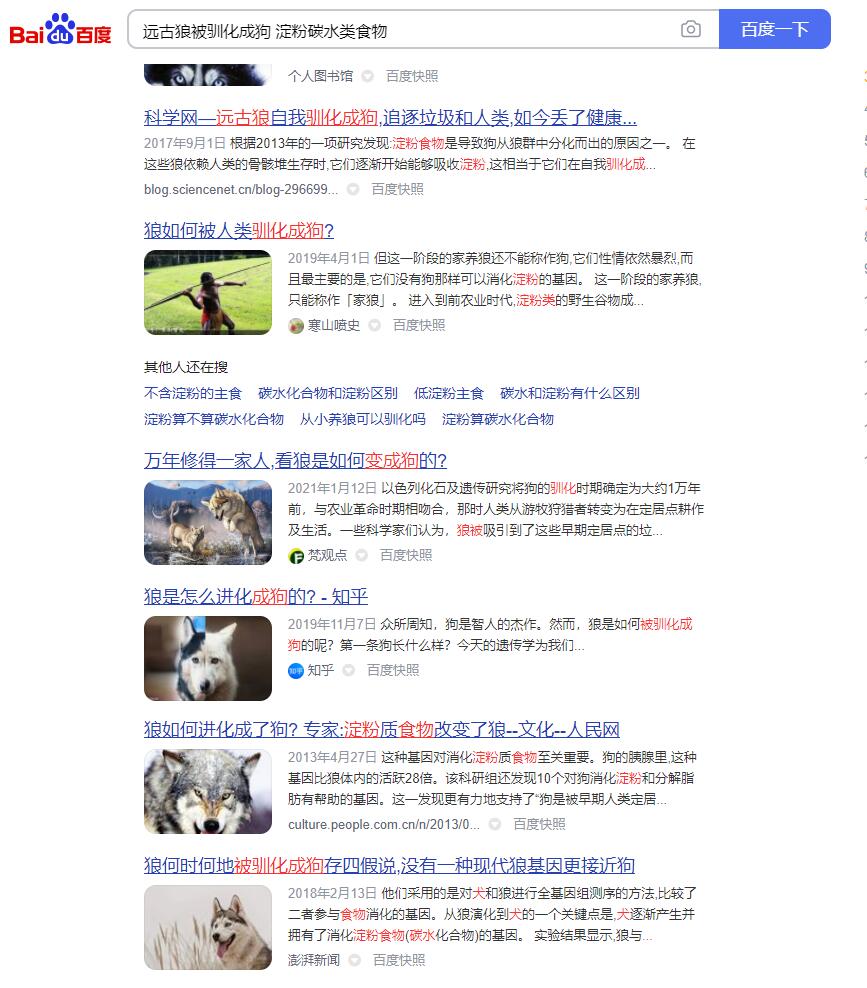 Bai du 百度
远古狼被驯化成狗 淀粉碳水类食物
百度一下
个人图书馆 百度快照
科学网—远古狼自我驯化成狗,追逐垃圾和人类,如今丢了健康...
2017年9月1日 根据2013年的一项研究发现:淀粉食物是导致狗从狼群中分化而出的原因之一。 在
这些狼依赖人类的骨骸堆生存时,它们逐渐开始能够吸收淀粉,这相当于它们在自我驯化成...
blog.sciencenet.cn/blog-296699... 百度快照
狼如何被人类驯化成狗?
2019年4月1日 但这一阶段的家养狼还不能称作狗,它们性情依然暴烈,而
且最主要的是,它们没有狗那样可以消化淀粉的基因。 这一阶段的家养狼,
只能称作「家狼」。 进入到前农业时代,淀粉类的野生谷物成...
寒山喷史 百度快照
其他人还在搜
不含淀粉的主食 碳水化合物和淀粉区别 低淀粉主食 碳水和淀粉有什么区别
淀粉算不算碳水化合物 从小养狼可以驯化吗 淀粉算碳水化合物
万年修得一家人,看狼是如何变成狗的?
2021年1月12日 以色列化石及遗传研究将狗的驯化时期确定为大约1万年
前，与农业革命时期相吻合，那时人类从游牧狩猎者转变为在定居点耕作
及生活。一些科学家们认为，狼被吸引到了这些早期定居点的垃...
梵观点 百度快照
狼是怎么进化成狗的? - 知乎
2019年11月7日 众所周知，狗是智人的杰作。然而，狼是如何被驯化成
狗的呢？第一条狗长什么样？今天的遗传学为我们...
知乎 知乎 百度快照
狼如何进化成了狗? 专家:淀粉质食物改变了狼--文化--人民网
2013年4月27日 这种基因对消化淀粉质食物至关重要。狗的胰腺里,这种
基因比狼体内的活跃28倍。该科研组还发现10个对狗消化淀粉和分解脂
肪有帮助的基因。这一发现更有力地支持了“狗是被早期人类定居...
culture.people.com.cn/n/2013/0... 百度快照
狼何时何地被驯化成狗存四假说,没有一种现代狼基因更接近狗
2018年2月13日 他们采用的是对犬和狼进行全基因组测序的方法,比较了
二者参与食物消化的基因。从狼演化到犬的一个关键点是,犬逐渐产生并
拥有了消化淀粉食物(碳水化合物)的基因。 实验结果显示,狼与...
澎湃新闻 百度快照